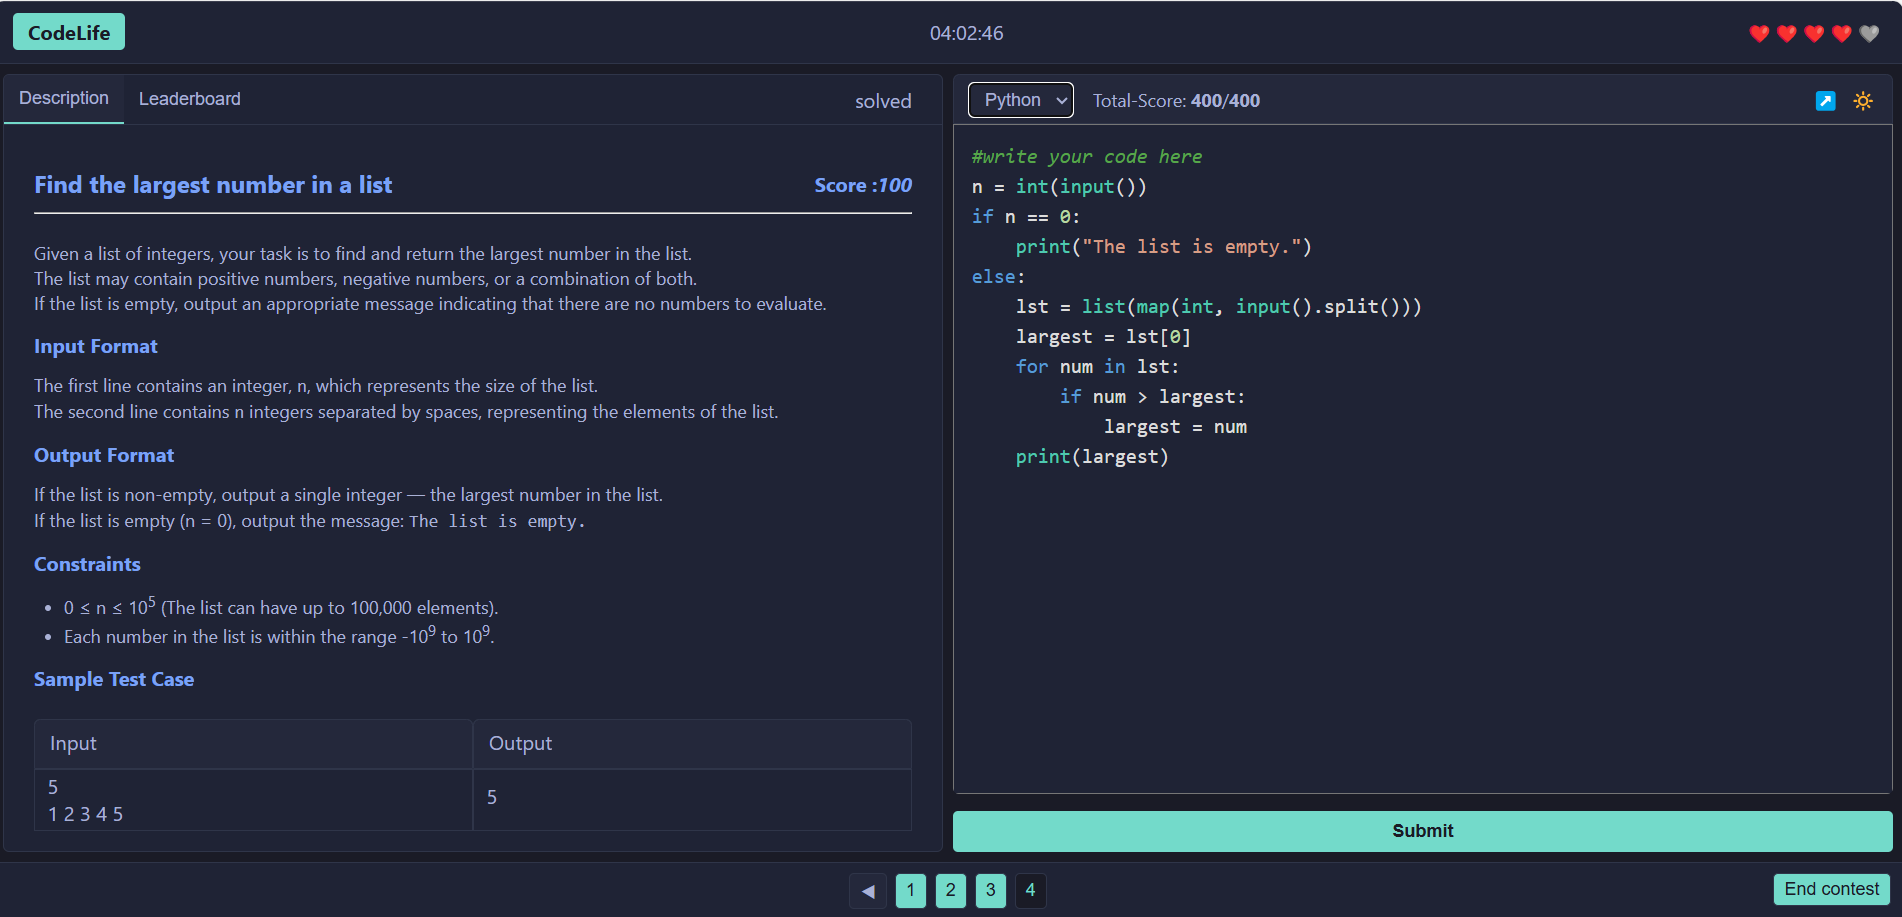 CodeLife
04:02:46
Description
Leaderboard
solved
Find the largest number in a list
Score :100
Given a list of integers, your task is to find and return the largest number in the list.
The list may contain positive numbers, negative numbers, or a combination of both.
If the list is empty, output an appropriate message indicating that there are no numbers to evaluate.
Input Format
The first line contains an integer, n, which represents the size of the list.
The second line contains n integers separated by spaces, representing the elements of the list.
Output Format
If the list is non-empty, output a single integer — the largest number in the list.
If the list is empty (n = 0), output the message: The list is empty.
Constraints
• 0 ≤ n ≤ 10⁵ (The list can have up to 100,000 elements).
• Each number in the list is within the range -10⁹ to 10⁹.
Sample Test Case
Input
Output
5
1 2 3 4 5
5
Python
Total-Score: 400/400
#write your code here
n = int(input())
if n == 0:
    print("The list is empty.")
else:
    lst = list(map(int, input().split()))
    largest = lst[0]
    for num in lst:
        if num > largest:
            largest = num
    print(largest)
Submit
◀ 1 2 3 4
End contest